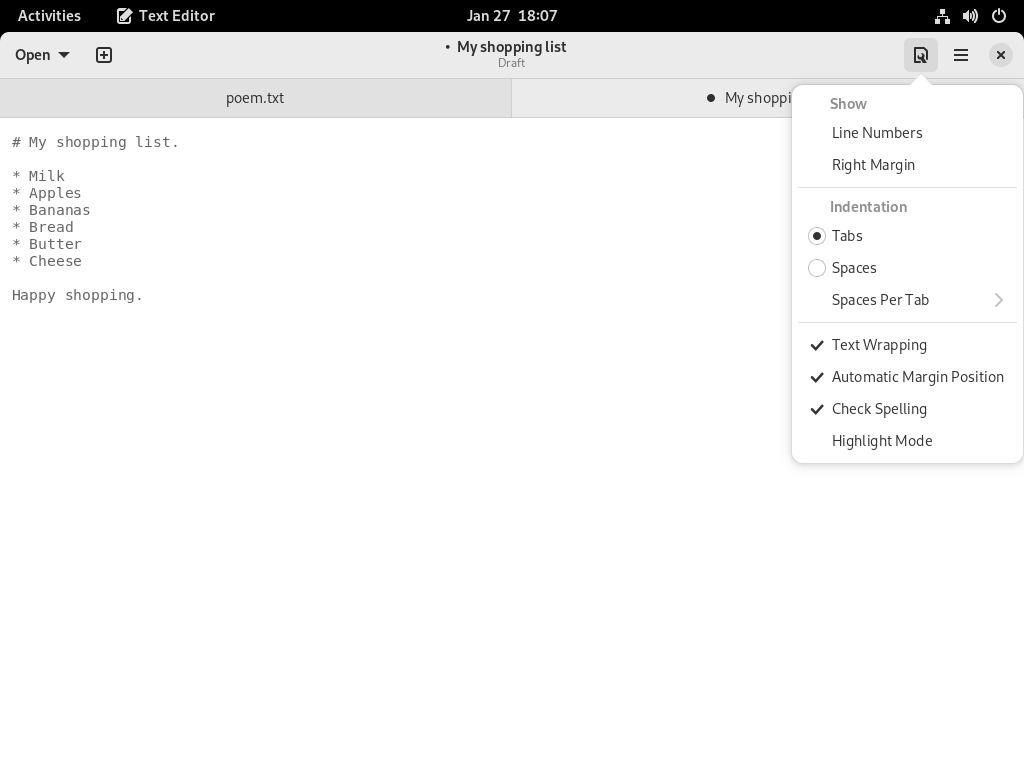 Activities
Text Editor
Jan 27 18:07
Open
• My shopping list
Draft
poem.txt
My shoppi
# My shopping list.
* Milk
* Apples
* Bananas
* Bread
* Butter
* Cheese
Happy shopping.
Show
Line Numbers
Right Margin
Indentation
Tabs
Spaces
Spaces Per Tab
Text Wrapping
Automatic Margin Position
Check Spelling
Highlight Mode